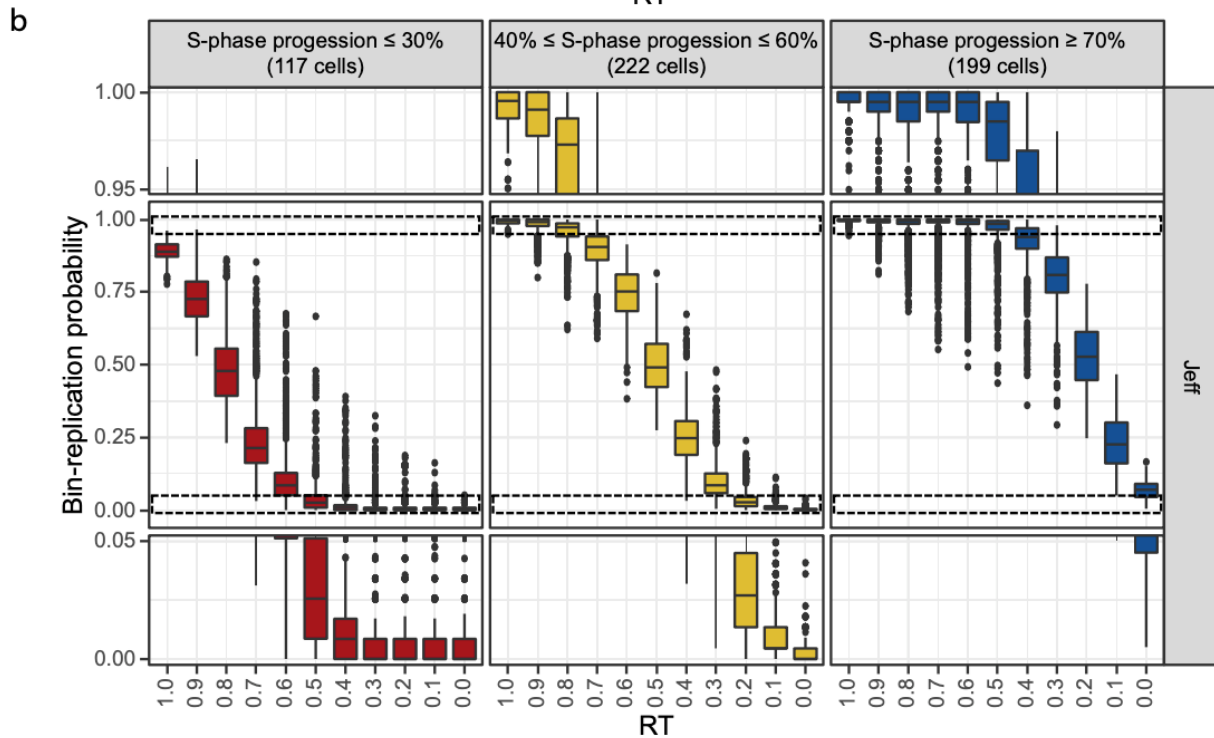 RT
b
S-phase progession ≤ 30%
(117 cells)
40% ≤ S-phase progession ≤ 60%
(222 cells)
S-phase progession ≥ 70%
(199 cells)
Bin-replication probability
1.00
0.95
1.00
0.75
0.50
0.25
0.00
0.05
0.00
Jeff
1.0 0.9 0.8 0.7 0.6 0.5 0.4 0.3 0.2 0.1 0.0
1.0 0.9 0.8 0.7 0.6 0.5 0.4 0.3 0.2 0.1 0.0
1.0 0.9 0.8 0.7 0.6 0.5 0.4 0.3 0.2 0.1 0.0
RT